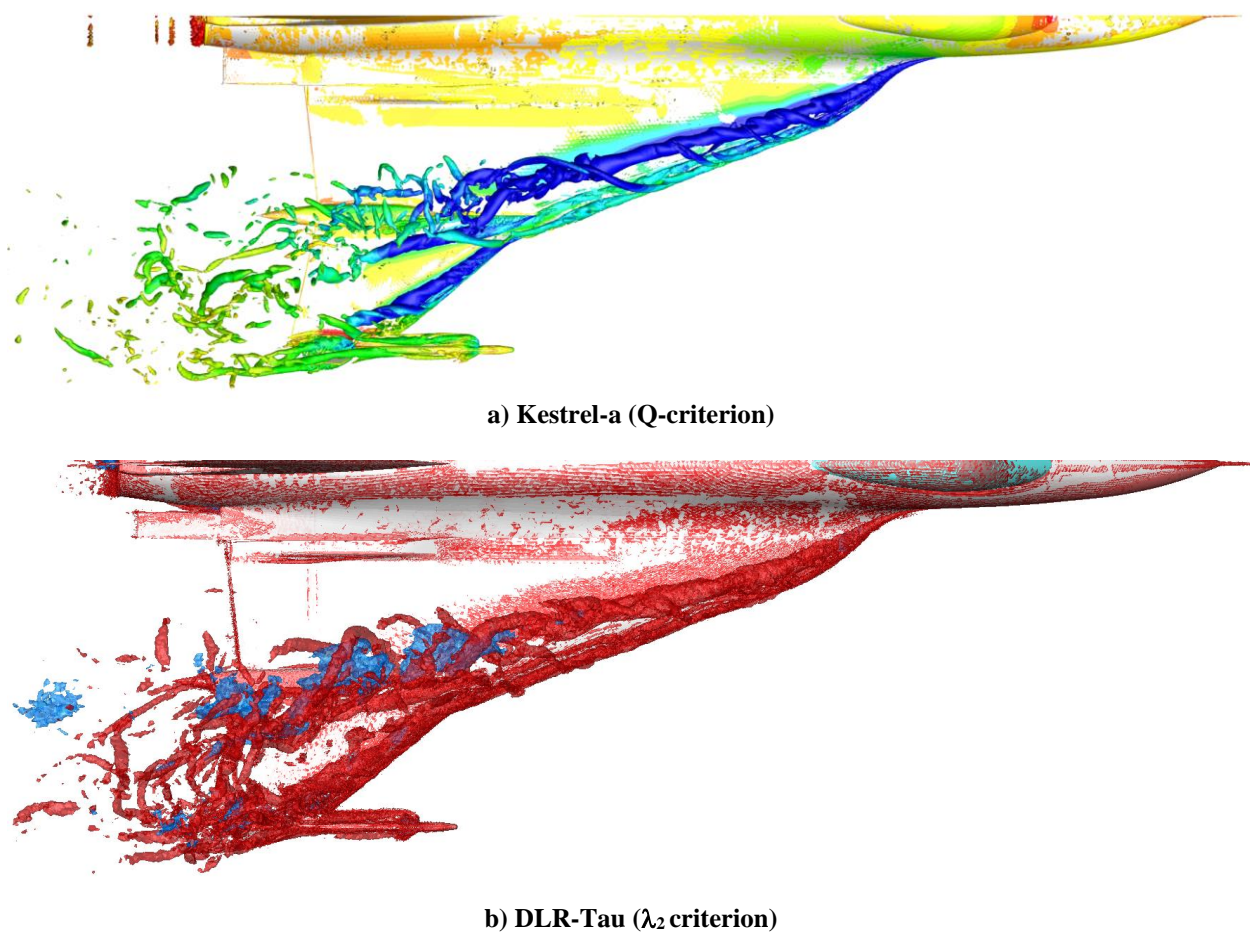 a) Kestrel-a (Q-criterion)
b) DLR-Tau (λ₂ criterion)